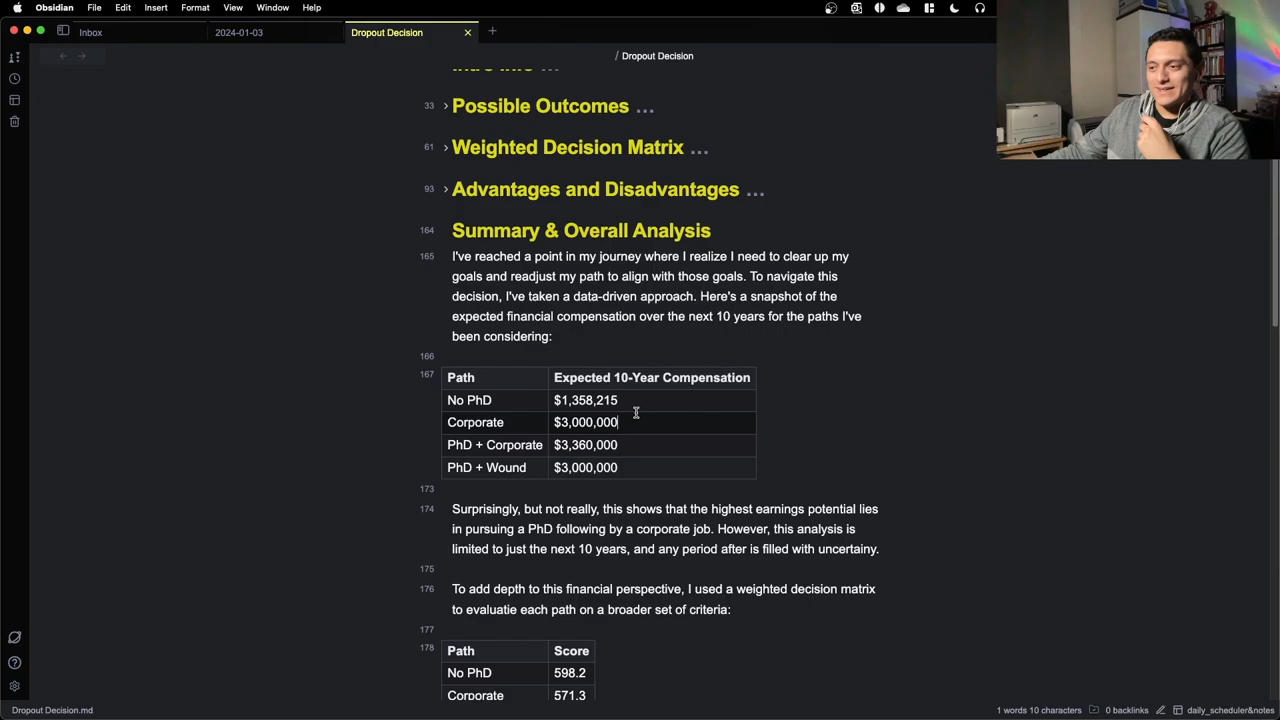 Obsidian File Edit Insert Format View Window Help
Inbox 2024-01-03 Dropout Decision
/ Dropout Decision
33 Possible Outcomes ...
61 Weighted Decision Matrix ...
93 Advantages and Disadvantages ...
164 Summary & Overall Analysis
165 I've reached a point in my journey where I realize I need to clear up my
goals and readjust my path to align with those goals. To navigate this
decision, I've taken a data-driven approach. Here's a snapshot of the
expected financial compensation over the next 10 years for the paths I've
been considering:
166
167 Path Expected 10-Year Compensation
No PhD $1,358,215
Corporate $3,000,000
PhD + Corporate $3,360,000
PhD + Wound $3,000,000
173
174 Surprisingly, but not really, this shows that the highest earnings potential lies
in pursuing a PhD following by a corporate job. However, this analysis is
limited to just the next 10 years, and any period after is filled with uncertainy.
175
176 To add depth to this financial perspective, I used a weighted decision matrix
to evaluatie each path on a broader set of criteria:
177
178 Path Score
No PhD 598.2
Corporate 571.3
Dropout Decision.md 1 words 10 characters 0 backlinks daily_scheduler&notes